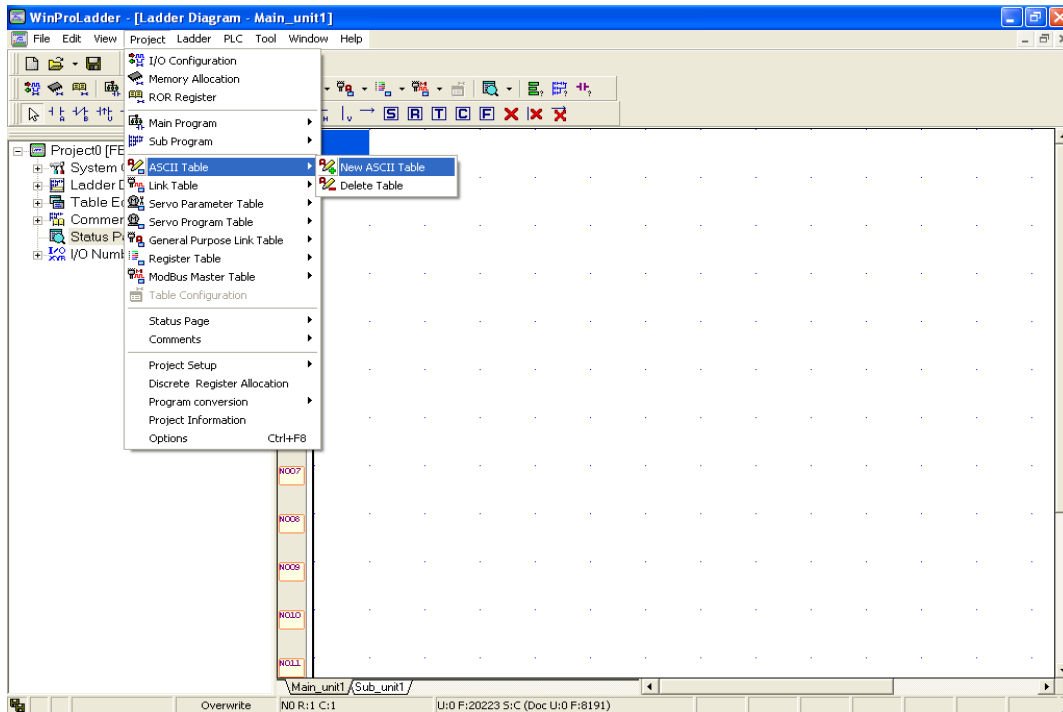 WinProLadder - [Ladder Diagram - Main_unit1]
File Edit View Project Ladder PLC Tool Window Help
I/O Configuration
Memory Allocation
ROR Register
Main Program
Sub Program
ASCII Table
Link Table
Servo Parameter Table
Servo Program Table
General Purpose Link Table
Register Table
ModBus Master Table
Table Configuration
Status Page
Comments
Project Setup
Discrete Register Allocation
Program conversion
Project Information
Options Ctrl+F8
New ASCII Table
Delete Table
S R T C F
Project0 [FE
System
Ladder
Table
Status
I/O
N007
N008
N009
N010
N011
Main_unit1 Sub_unit1
Overwrite N0 R:1 C:1 U:0 F:20223 S:C (Doc U:0 F:8191)